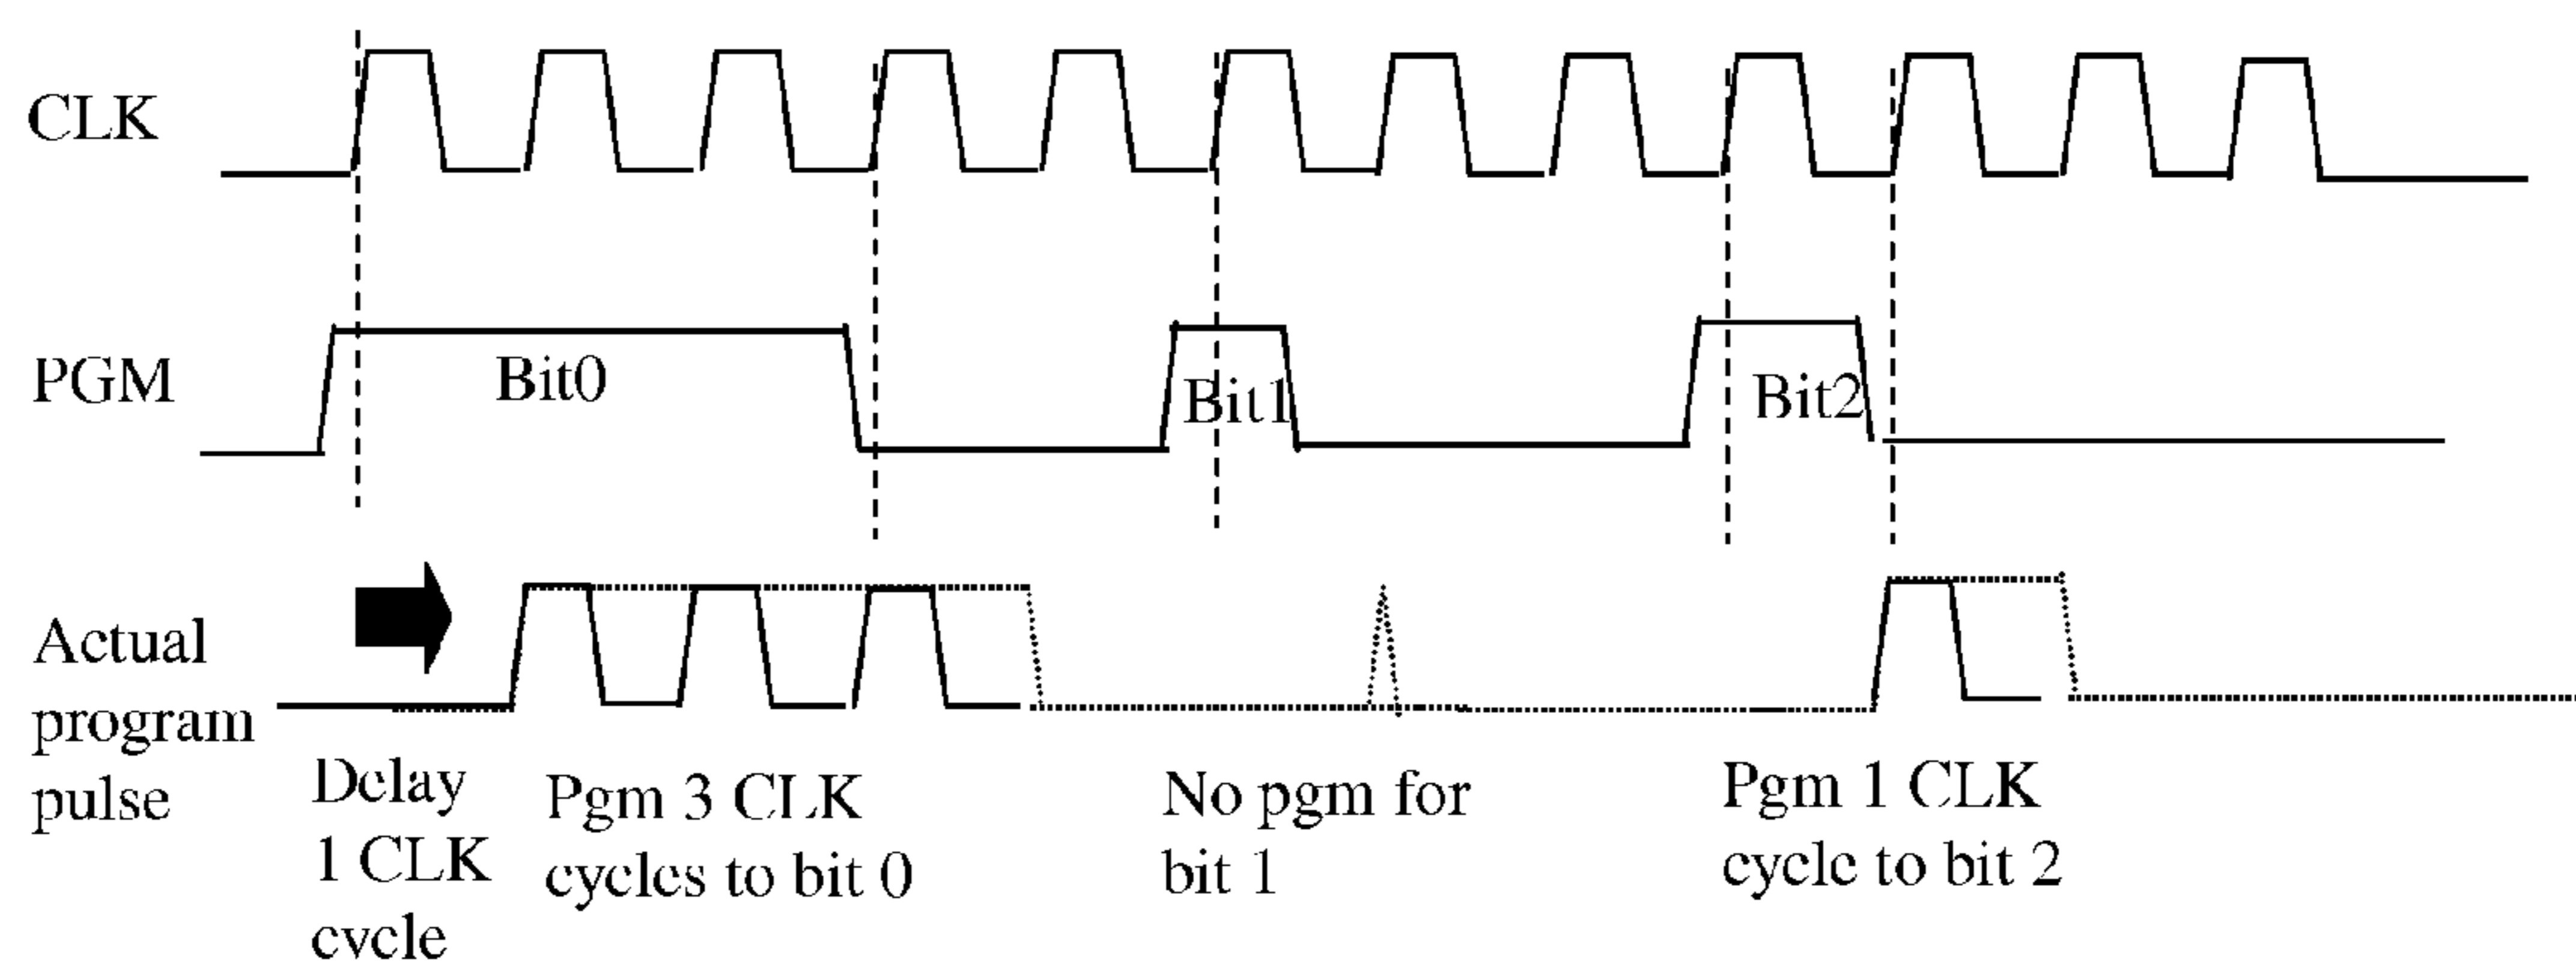 CLK
PGM
Bit0
Bit1
Bit2
Actual
program
pulse
Delay
1 CLK
cycle
Pgm 3 CLK
cycles to bit 0
No pgm for
bit 1
Pgm 1 CLK
cycle to bit 2